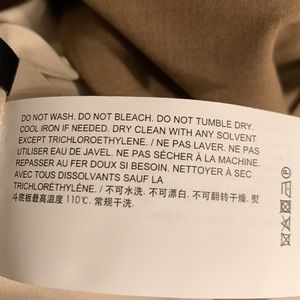 DO NOT WASH. DO NOT BLEACH. DO NOT TUMBLE DRY.
COOL IRON IF NEEDED. DRY CLEAN WITH ANY SOLVENT
EXCEPT TRICHLOROETHYLENE. / NE PAS LAVER. NE PAS
UTILISER EAU DE JAVEL. NE PAS SÉCHER À LA MACHINE.
REPASSER AU FER DOUX SI BESOIN. NETTOYER À SEC
AVEC TOUS DISSOLVANTS SAUF LA
TRICHLORÉTHYLÈNE. / 不可水洗. 不可漂白. 不可翻转干燥. 熨
斗底板最高温度 110℃. 常规干洗.